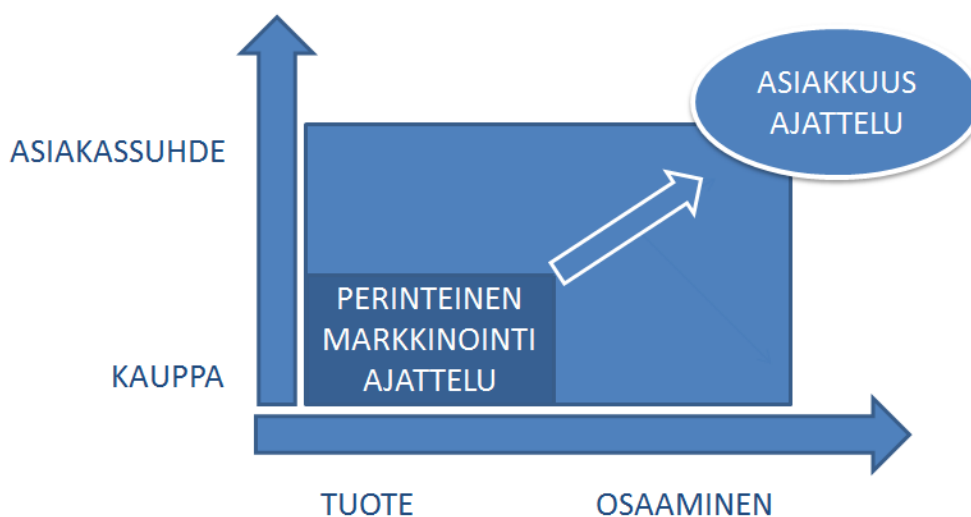 ASIAKKUUS
AJATTELU
ASIAKASSUHDE
PERINTEINEN
MARKKINOINTI
AJATTELU
KAUPPA
TUOTE
OSAAMINEN